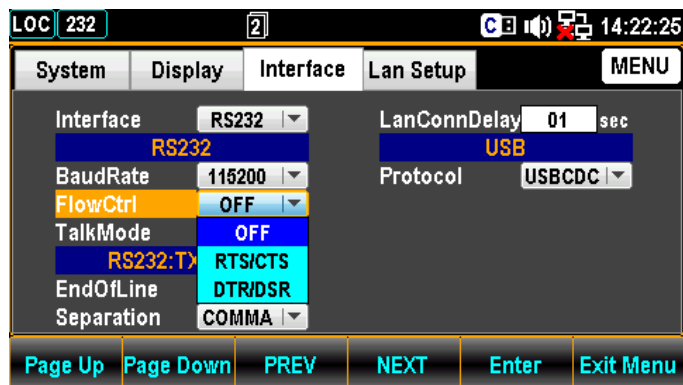 LOC 232 2 C 14:22:25
System Display Interface Lan Setup MENU
Interface RS232 LanConnDelay 01 sec
RS232 USB
BaudRate 115200 Protocol USBCDC
FlowCtrl OFF
TalkMode OFF
RS232:TX RTS/CTS
EndOfLine DTR/DSR
Separation COMMA
Page Up Page Down PREV NEXT Enter Exit Menu